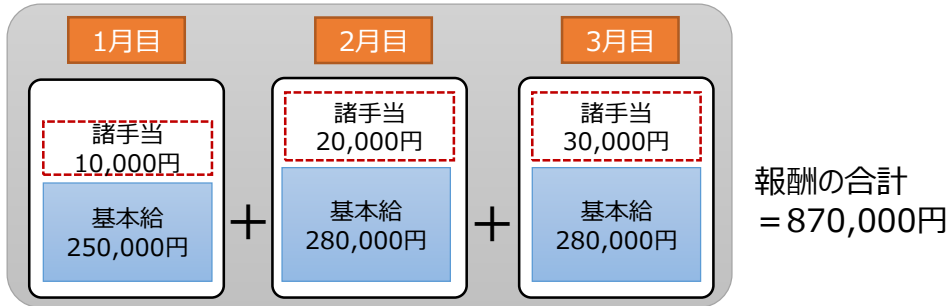 1月目
2月目
3月目
諸手当
10,000円
基本給
250,000円
＋
諸手当
20,000円
基本給
280,000円
＋
諸手当
30,000円
基本給
280,000円
報酬の合計
＝870,000円